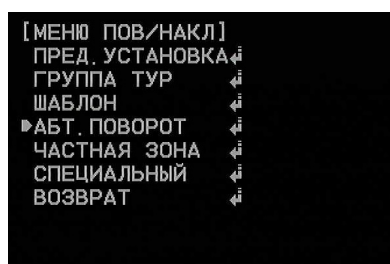 [МЕНЮ ПОВ/НАКЛ]
ПРЕД.УСТАНОВКА
ГРУППА ТУР
ШАБЛОН
АБТ.ПОВОРОТ
ЧАСТНАЯ ЗОНА
СПЕЦИАЛЬНЫЙ
ВОЗВРАТ